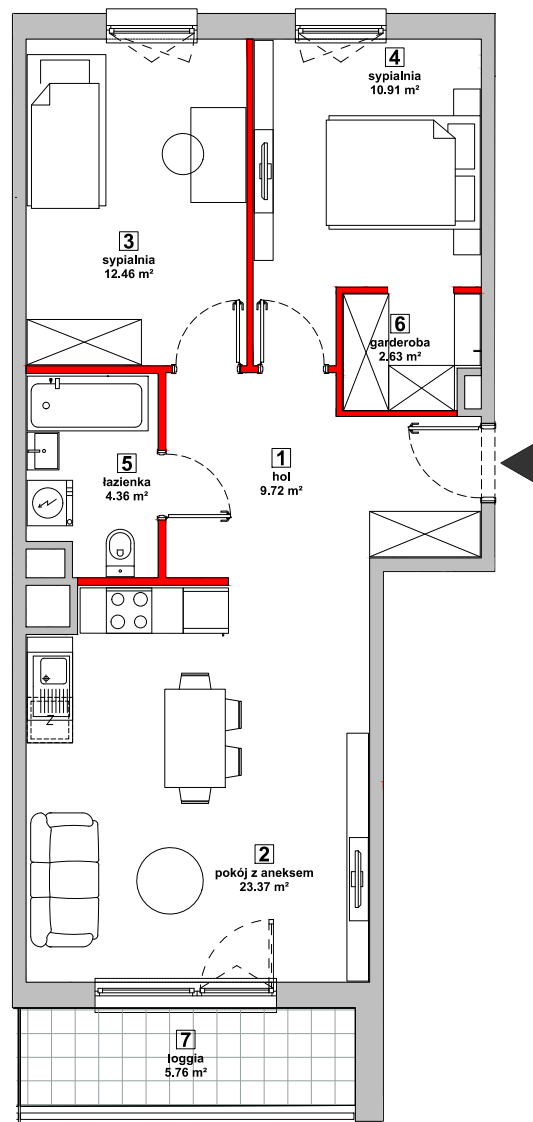 4
sypialnia
10.91 m²
3
sypialnia
12.46 m²
6
garderoba
2.63 m²
5
łazienka
4.36 m²
1
hol
9.72 m²
Z
2
pokój z aneksem
23.37 m²
7
loggia
5.76 m²